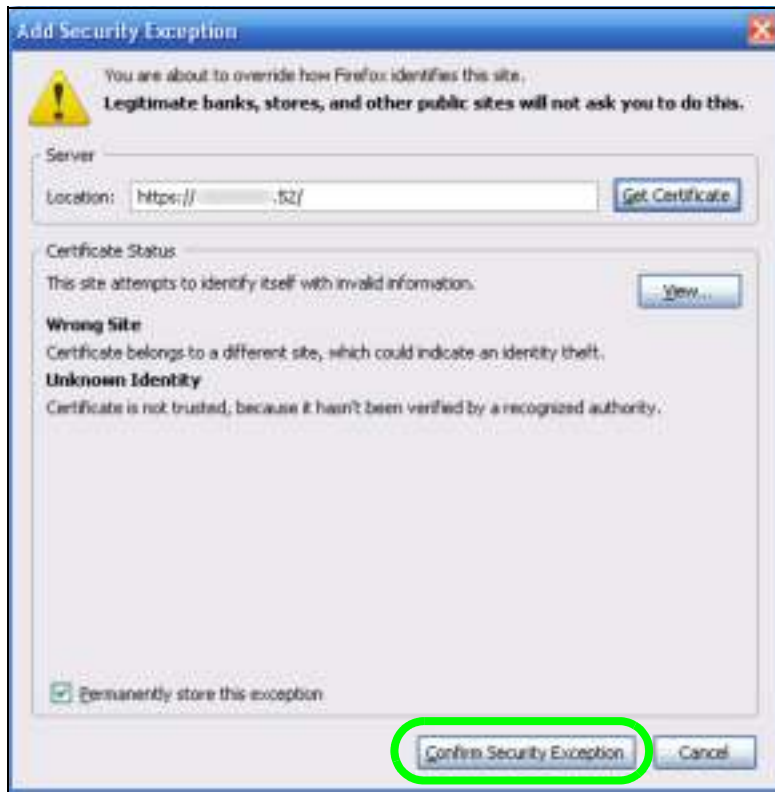 Add Security Exception
You are about to override how Firefox identifies this site.
Legitimate banks, stores, and other public sites will not ask you to do this.
Server
Location: https:// .52/ Get Certificate
Certificate Status
This site attempts to identify itself with invalid information. View...
Wrong Site
Certificate belongs to a different site, which could indicate an identity theft.
Unknown Identity
Certificate is not trusted, because it hasn't been verified by a recognized authority.
Permanently store this exception
Confirm Security Exception Cancel